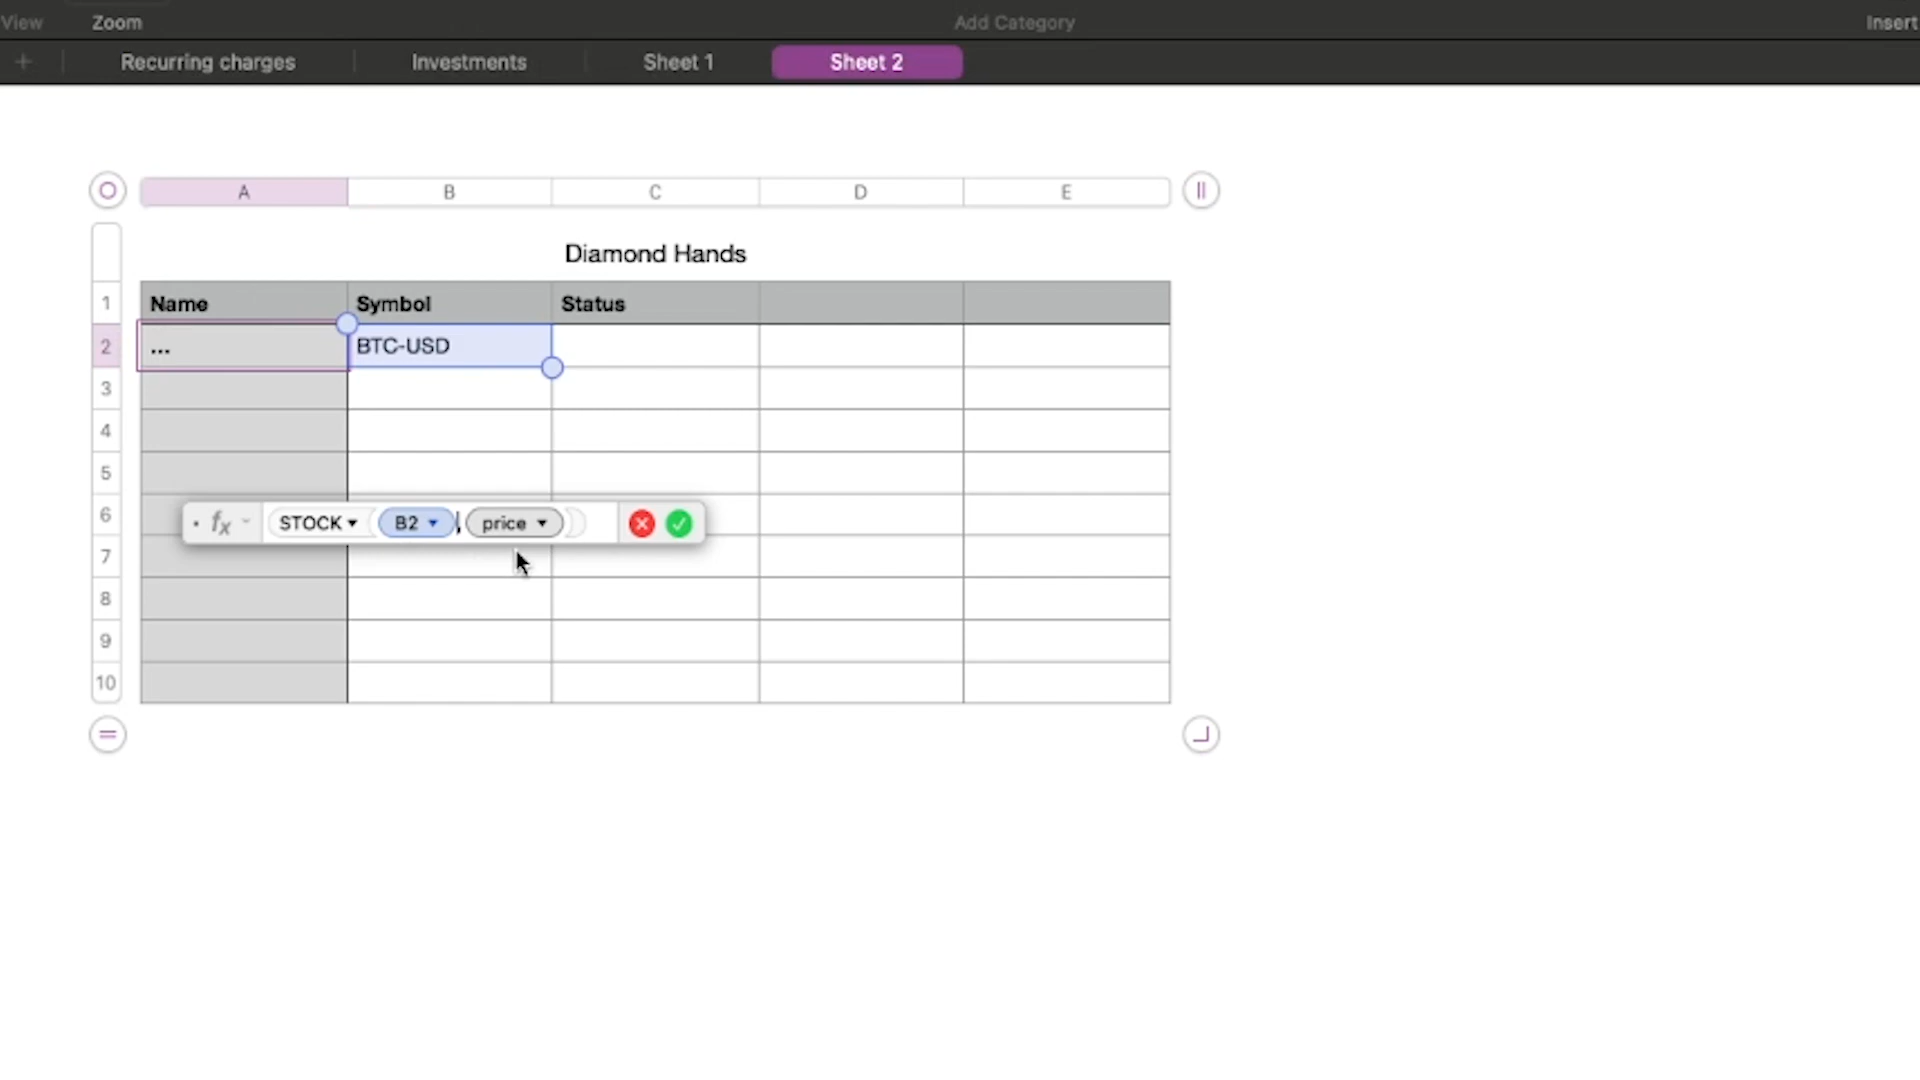 View Zoom Add Category Insert
+ Recurring charges Investments Sheet 1 Sheet 2
A B C D E
Diamond Hands
1 Name Symbol Status
2 ... BTC-USD
3
4
5
6 fx STOCK B2 , price
7
8
9
10